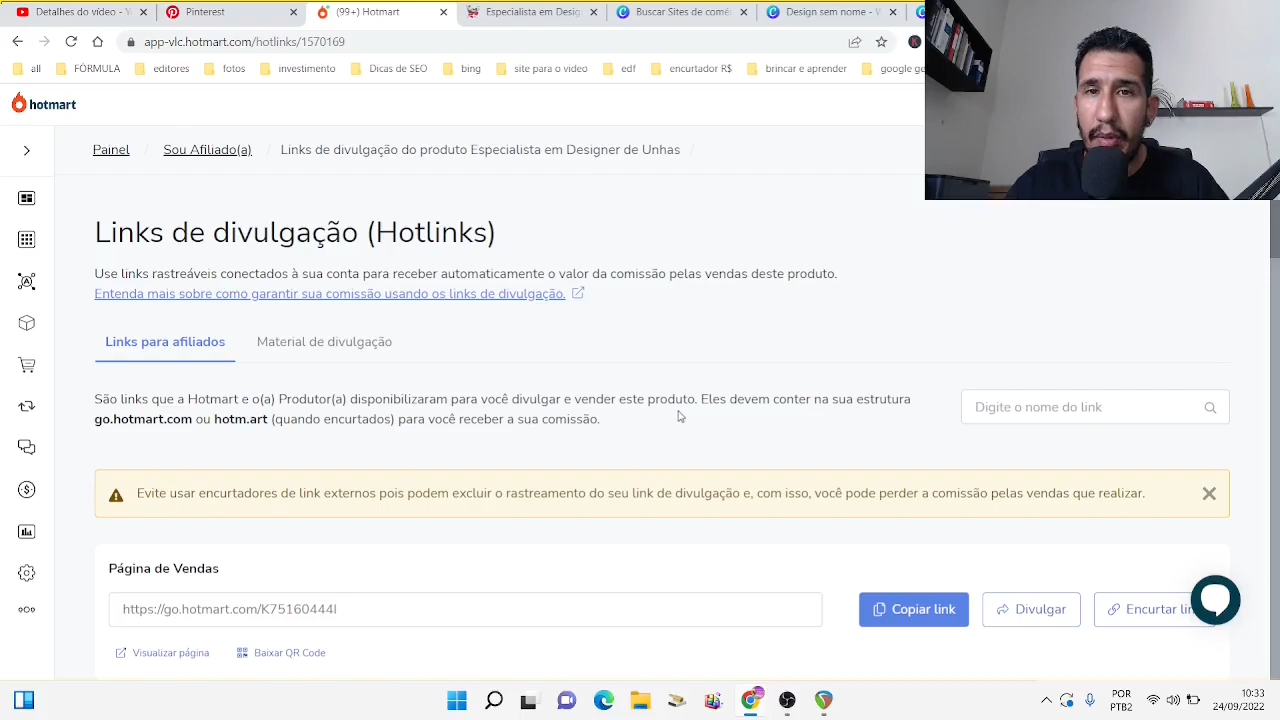 Detalhes do V
Pinterest
(99+) Hotmart
Especialista em Desig
Buscar Sites de comér
Design sem nome -
app-vlc.hotmart.com/hotlinks/1570169
all
FÓRMULA
editores
fotos
investimento
Dicas de SEO
bing
site para o video
edf
encurtador R$
brincar e aprender
google ge
hotmart
Painel / Sou Afiliado(a) / Links de divulgação do produto Especialista em Designer de Unhas /
Links de divulgação (Hotlinks)
Use links rastreáveis conectados à sua conta para receber automaticamente o valor da comissão pelas vendas deste produto.
Entenda mais sobre como garantir sua comissão usando os links de divulgação.
Links para afiliados
Material de divulgação
São links que a Hotmart e o(a) Produtor(a) disponibilizaram para você divulgar e vender este produto. Eles devem conter na sua estrutura
go.hotmart.com ou hotm.art (quando encurtados) para você receber a sua comissão.
Digite o nome do link
Evite usar encurtadores de link externos pois podem excluir o rastreamento do seu link de divulgação e, com isso, você pode perder a comissão pelas vendas que realizar.
Página de Vendas
https://go.hotmart.com/K75160444I
Copiar link
Divulgar
Encurtar lin
Visualizar página
Baixar QR Code
POR
PTB2
10:33
24/09/2022